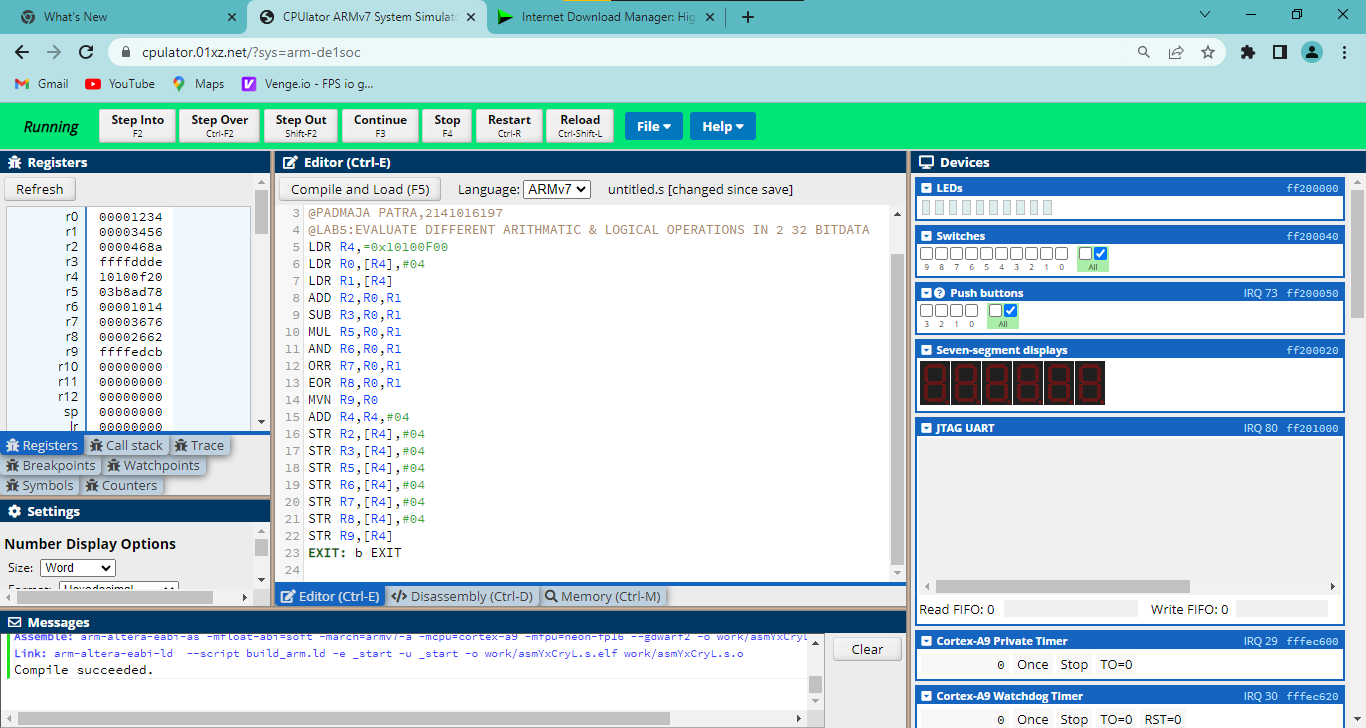 What's New
CPUlator ARMv7 System Simulato
Internet Download Manager: Hig
cpulator.01xz.net/?sys=arm-de1soc
Gmail
YouTube
Maps
Venge.io - FPS io g...
Running
Step Into
F2
Step Over
Ctrl-F2
Step Out
Shift-F2
Continue
F3
Stop
F4
Restart
Ctrl-R
Reload
Ctrl-Shift-L
File
Help
Registers
Refresh
r0 00001234
r1 00003456
r2 0000468a
r3 ffffddde
r4 10100f20
r5 03b8ad78
r6 00001014
r7 00003676
r8 00002662
r9 ffffedcb
r10 00000000
r11 00000000
r12 00000000
sp 00000000
lr 00000000
Registers
Call stack
Trace
Breakpoints
Watchpoints
Symbols
Counters
Settings
Number Display Options
Size: Word
Format: Hexadecimal
Editor (Ctrl-E)
Compile and Load (F5)
Language: ARMv7
untitled.s [changed since save]
3 @PADMAJA PATRA,2141016197
4 @LAB5:EVALUATE DIFFERENT ARITHMATIC & LOGICAL OPERATIONS IN 2 32 BITDATA
5 LDR R4,=0x10100F00
6 LDR R0,[R4],#04
7 LDR R1,[R4]
8 ADD R2,R0,R1
9 SUB R3,R0,R1
10 MUL R5,R0,R1
11 AND R6,R0,R1
12 ORR R7,R0,R1
13 EOR R8,R0,R1
14 MVN R9,R0
15 ADD R4,R4,#04
16 STR R2,[R4],#04
17 STR R3,[R4],#04
18 STR R5,[R4],#04
19 STR R6,[R4],#04
20 STR R7,[R4],#04
21 STR R8,[R4],#04
22 STR R9,[R4]
23 EXIT: b EXIT
24
Editor (Ctrl-E)
Disassembly (Ctrl-D)
Memory (Ctrl-M)
Messages
Assemble: arm-altera-eabi-as -mfloat-abi=soft -march=armv7-a -mcpu=cortex-a9 -mfpu=neon-fp16 --gdwarf2 -o work/asmYxCryL
Link: arm-altera-eabi-ld --script build_arm.ld -e _start -u _start -o work/asmYxCryL.s.elf work/asmYxCryL.s.o
Compile succeeded.
Clear
Devices
LEDs ff200000
Switches ff200040
9 8 7 6 5 4 3 2 1 0 All
Push buttons IRQ 73 ff200050
3 2 1 0 All
Seven-segment displays ff200020
JTAG UART IRQ 80 ff201000
Read FIFO: 0
Write FIFO: 0
Cortex-A9 Private Timer IRQ 29 fffec600
0 Once Stop TO=0
Cortex-A9 Watchdog Timer IRQ 30 fffec620
0 Once Stop TO=0 RST=0